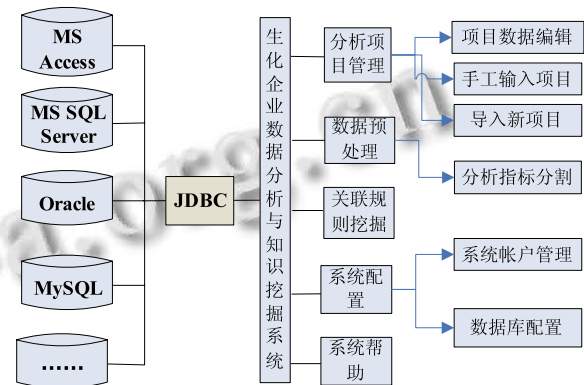 MS
Access
MS SQL
Server
Oracle
MySQL
......
JDBC
生化企业数据分析与知识挖掘系统
分析项
目管理
数据预
处理
关联规
则挖掘
系统配
置
系统帮
助
项目数据编辑
手工输入项目
导入新项目
分析指标分割
系统帐户管理
数据库配置
a.org.cn